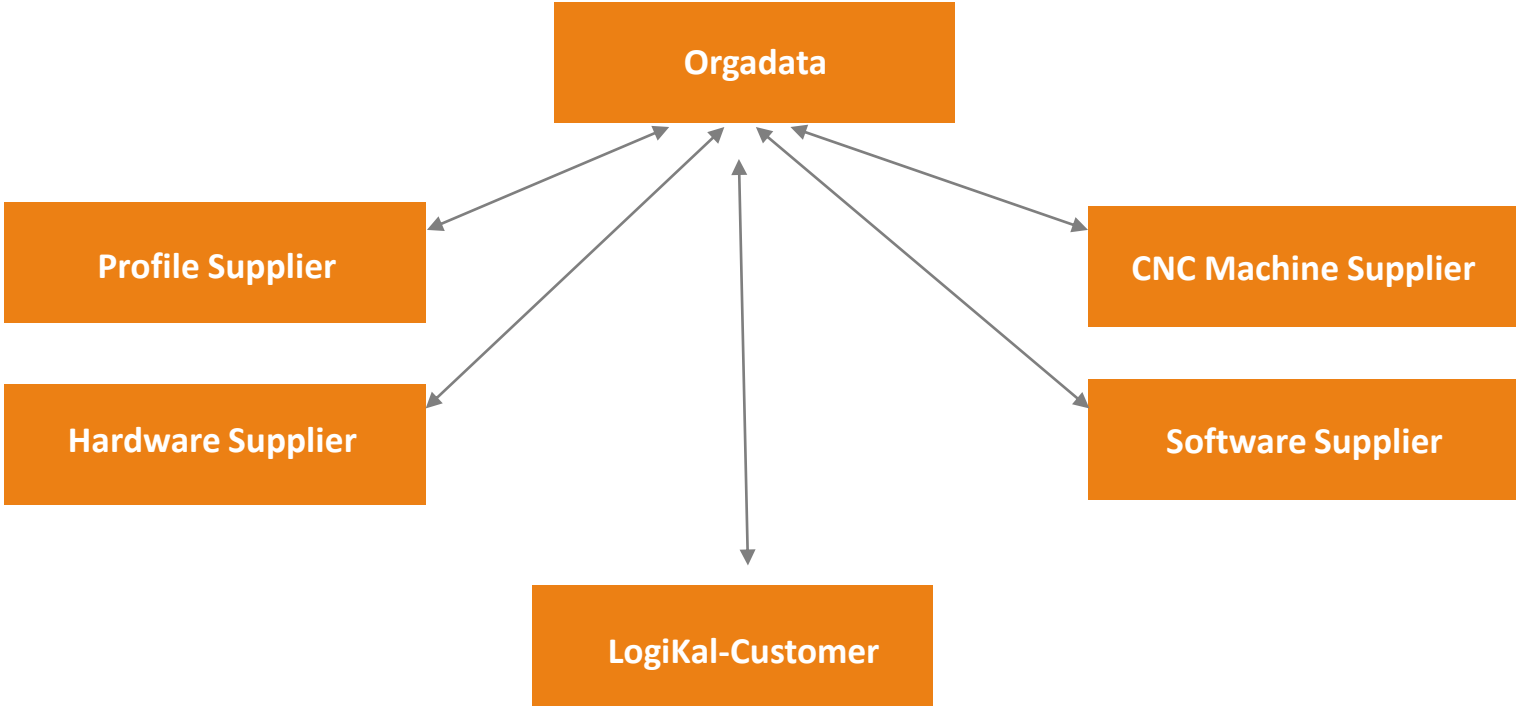 Orgadata
Profile Supplier
CNC Machine Supplier
Hardware Supplier
Software Supplier
LogiKal-Customer